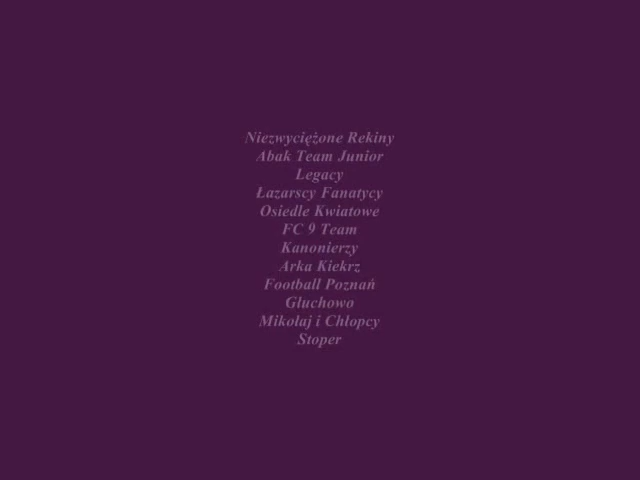 Niezwyciężone Rekiny
Abak Team Junior
Legacy
Łazarscy Fanatycy
Osiedle Kwiatowe
FC 9 Team
Kanonierzy
Arka Kiekrz
Football Poznań
Głuchowo
Mikołaj i Chłopcy
Stoper